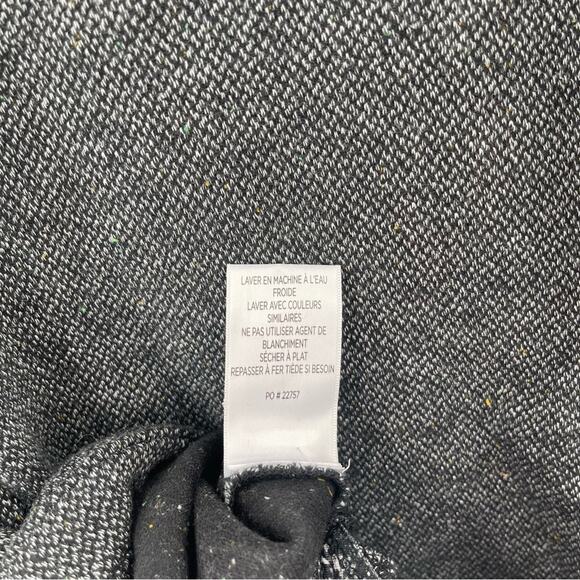 LAVER EN MACHINE À L'EAU
FROIDE
LAVER AVEC COULEURS
SIMILAIRES
NE PAS UTILISER AGENT DE
BLANCHIMENT
SÉCHER À PLAT
REPASSER À FER TIÈDE SI BESOIN
PO # 22757